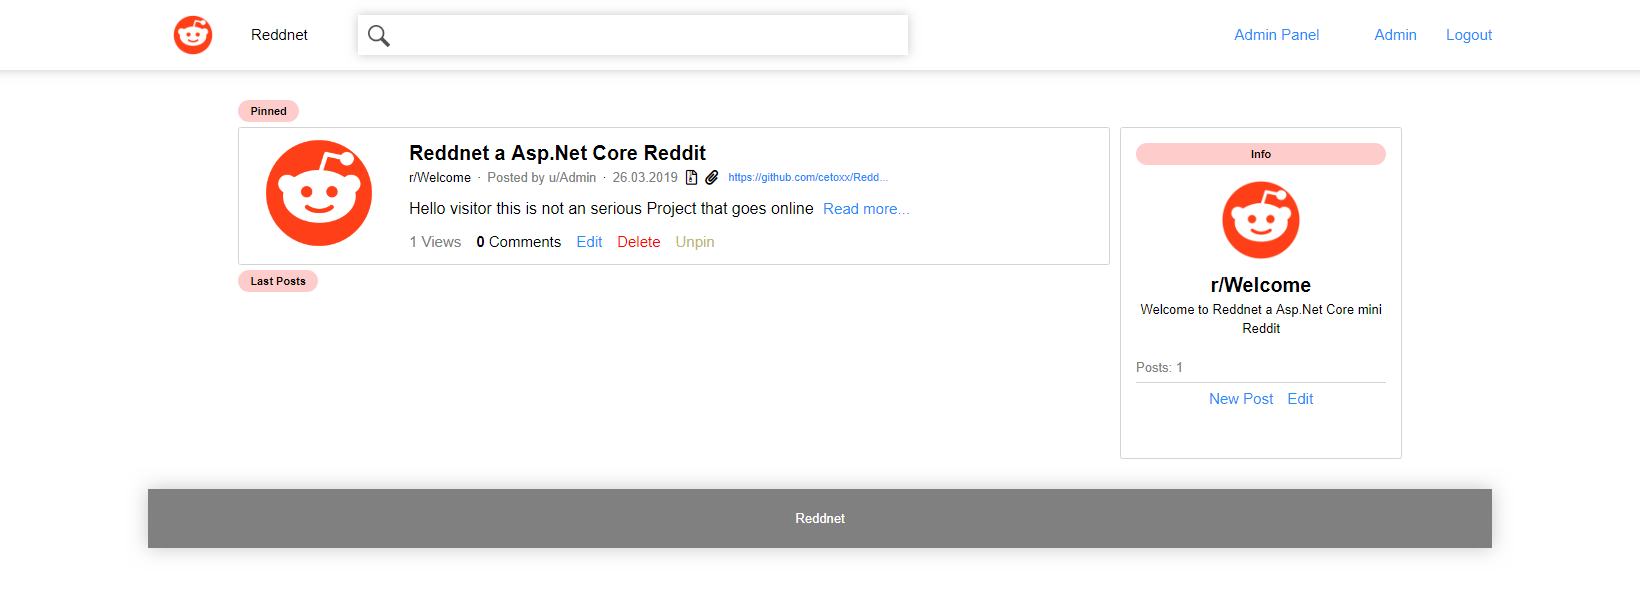 Reddnet
Admin Panel
Admin
Logout
Pinned
Reddnet a Asp.Net Core Reddit
r/Welcome · Posted by u/Admin · 26.03.2019 https://github.com/cetoxx/Redd...
Hello visitor this is not an serious Project that goes online Read more...
1 Views 0 Comments Edit Delete Unpin
Last Posts
Info
r/Welcome
Welcome to Reddnet a Asp.Net Core mini
Reddit
Posts: 1
New Post Edit
Reddnet